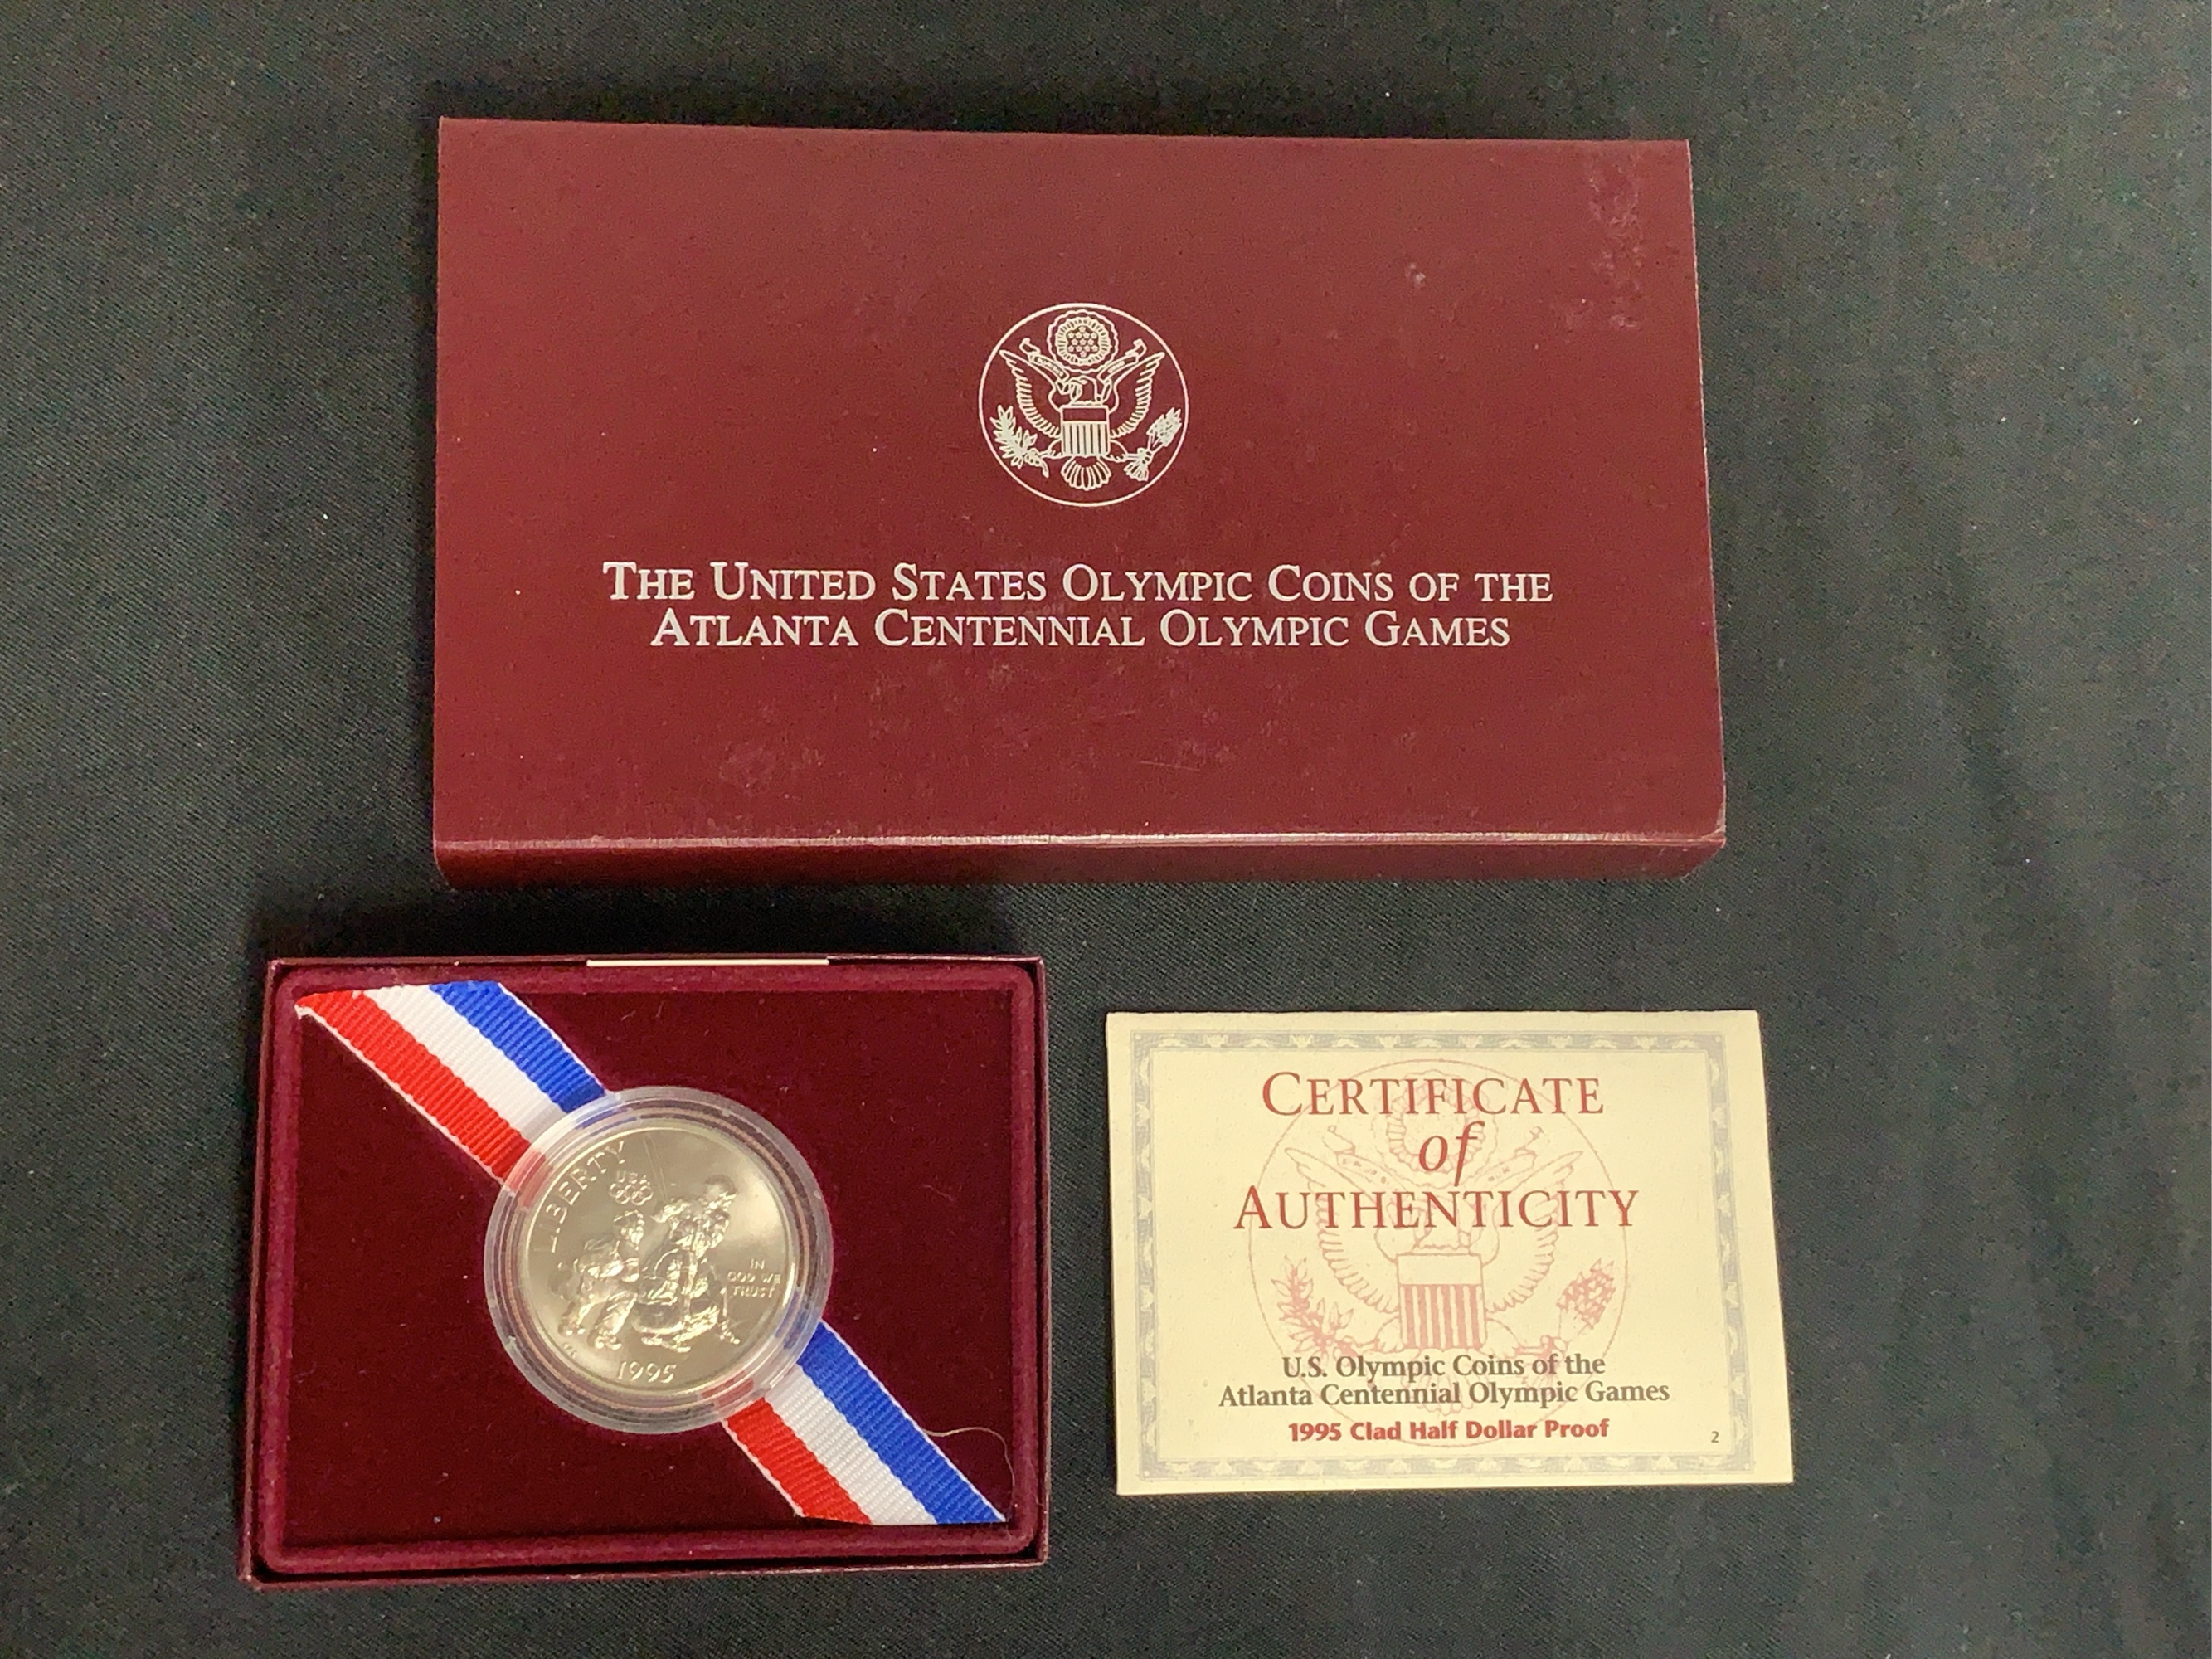 THE UNITED STATES OLYMPIC COINS OF THE
ATLANTA CENTENNIAL OLYMPIC GAMES
LIBERTY
USA
IN
GOD WE
TRUST
1995
CERTIFICATE
of
AUTHENTICITY
U.S. Olympic Coins of the
Atlanta Centennial Olympic Games
1995 Clad Half Dollar Proof
2